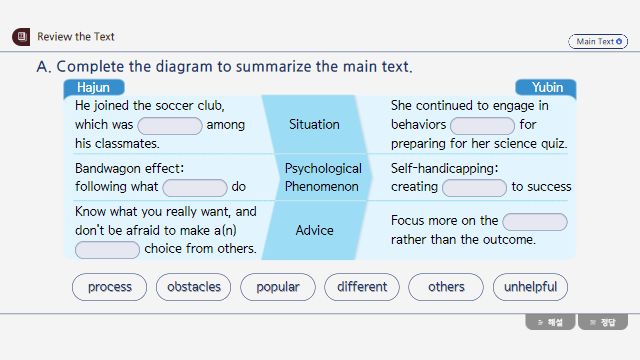 Review the Text
Main Text
A. Complete the diagram to summarize the main text.
Hajun
Yubin
He joined the soccer club,
which was among
his classmates.
Situation
She continued to engage in
behaviors for
preparing for her science quiz.
Bandwagon effect:
following what do
Psychological
Phenomenon
Self-handicapping:
creating to success
Know what you really want, and
don't be afraid to make a(n)
choice from others.
Advice
Focus more on the
rather than the outcome.
process
obstacles
popular
different
others
unhelpful
해설
정답